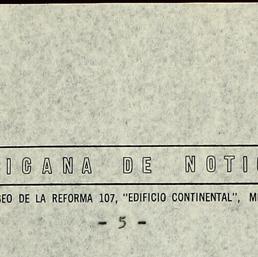 ICANA DE NOTI
EO DE LA REFORMA 107, "EDIFICIO CONTINENTAL", M
- 5 -